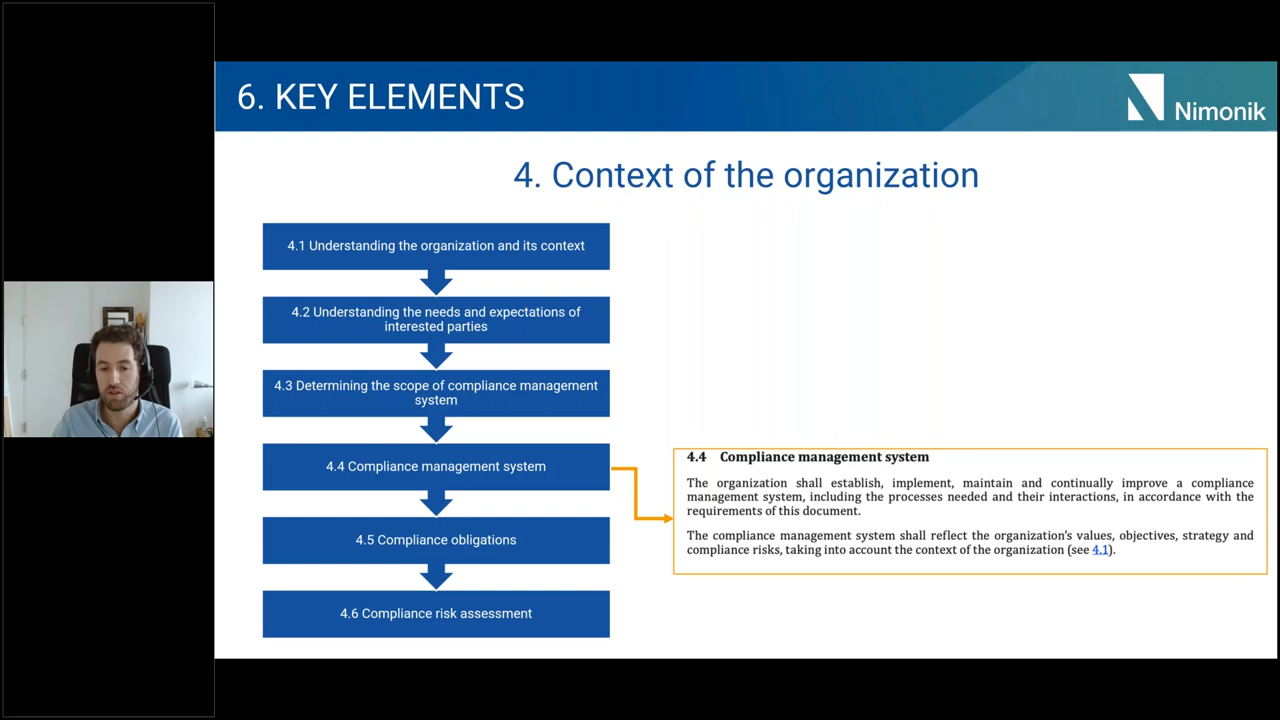 6. KEY ELEMENTS
Nimonik
4. Context of the organization
4.1 Understanding the organization and its context
4.2 Understanding the needs and expectations of
interested parties
4.3 Determining the scope of compliance management
system
4.4 Compliance management system
4.5 Compliance obligations
4.6 Compliance risk assessment
4.4 Compliance management system
The organization shall establish, implement, maintain and continually improve a compliance
management system, including the processes needed and their interactions, in accordance with the
requirements of this document.
The compliance management system shall reflect the organization's values, objectives, strategy and
compliance risks, taking into account the context of the organization (see 4.1).